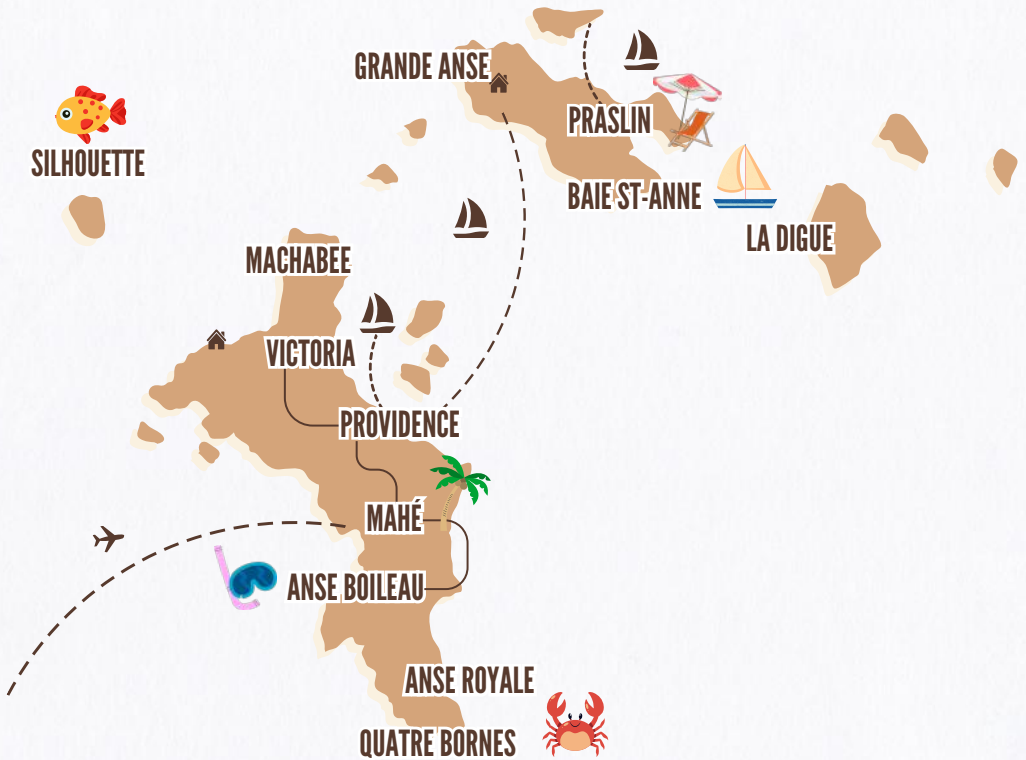 GRANDE ANSE
PRASLIN
SILHOUETTE
BAIE ST-ANNE
LA DIGUE
MACHABEE
VICTORIA
PROVIDENCE
MAHÉ
ANSE BOILEAU
ANSE ROYALE
QUATRE BORNES